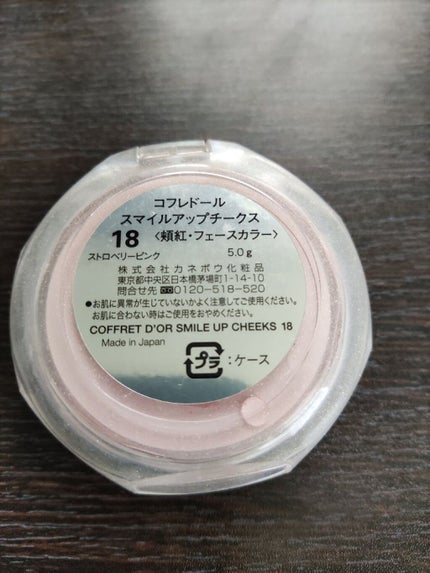 コフレドール
スマイルアップチークス
18 〈頬紅・フェースカラー〉
ストロベリーピンク 5.0g
株式会社カネボウ化粧品
東京都中央区日本橋茅場町1-14-10
問合せ先 0120-518-520
●お肌に異常が生じていないかよく注意してご使用ください。
お肌に合わない時はご使用をおやめください。
COFFRET D'OR SMILE UP CHEEKS 18
Made in Japan
プラ:ケース